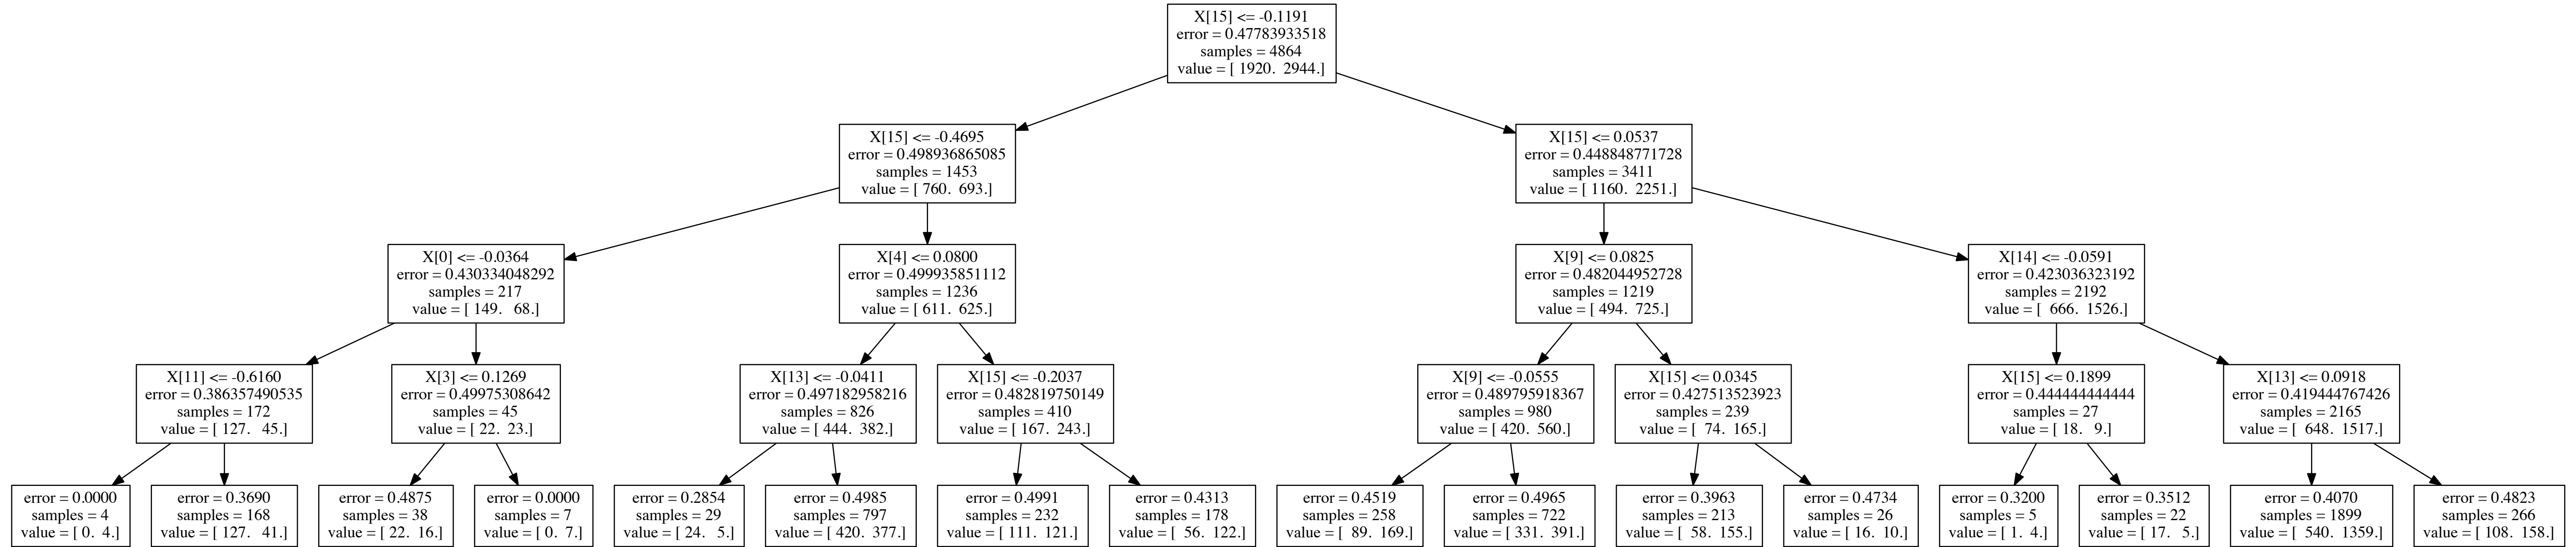 X[15] <= -0.1191
error = 0.47783933518
samples = 4864
value = [ 1920.  2944.]
X[15] <= -0.4695
error = 0.498936865085
samples = 1453
value = [ 760.  693.]
X[15] <= 0.0537
error = 0.448848771728
samples = 3411
value = [ 1160.  2251.]
X[0] <= -0.0364
error = 0.430334048292
samples = 217
value = [ 149.   68.]
X[4] <= 0.0800
error = 0.499935851112
samples = 1236
value = [ 611.  625.]
X[9] <= 0.0825
error = 0.482044952728
samples = 1219
value = [ 494.  725.]
X[14] <= -0.0591
error = 0.423036323192
samples = 2192
value = [  666.  1526.]
X[11] <= -0.6160
error = 0.386357490535
samples = 172
value = [ 127.   45.]
X[3] <= 0.1269
error = 0.49975308642
samples = 45
value = [ 22.  23.]
X[13] <= -0.0411
error = 0.497182958216
samples = 826
value = [ 444.  382.]
X[15] <= -0.2037
error = 0.482819750149
samples = 410
value = [ 167.  243.]
X[9] <= -0.0555
error = 0.489795918367
samples = 980
value = [ 420.  560.]
X[15] <= 0.0345
error = 0.427513523923
samples = 239
value = [  74.  165.]
X[15] <= 0.1899
error = 0.444444444444
samples = 27
value = [ 18.   9.]
X[13] <= 0.0918
error = 0.419444767426
samples = 2165
value = [  648.  1517.]
error = 0.0000
samples = 4
value = [ 0.  4.]
error = 0.3690
samples = 168
value = [ 127.   41.]
error = 0.4875
samples = 38
value = [ 22.  16.]
error = 0.0000
samples = 7
value = [ 0.  7.]
error = 0.2854
samples = 29
value = [ 24.   5.]
error = 0.4985
samples = 797
value = [ 420.  377.]
error = 0.4991
samples = 232
value = [ 111.  121.]
error = 0.4313
samples = 178
value = [  56.  122.]
error = 0.4519
samples = 258
value = [  89.  169.]
error = 0.4965
samples = 722
value = [ 331.  391.]
error = 0.3963
samples = 213
value = [  58.  155.]
error = 0.4734
samples = 26
value = [ 16.  10.]
error = 0.3200
samples = 5
value = [ 1.  4.]
error = 0.3512
samples = 22
value = [ 17.   5.]
error = 0.4070
samples = 1899
value = [  540.  1359.]
error = 0.4823
samples = 266
value = [ 108.  158.]